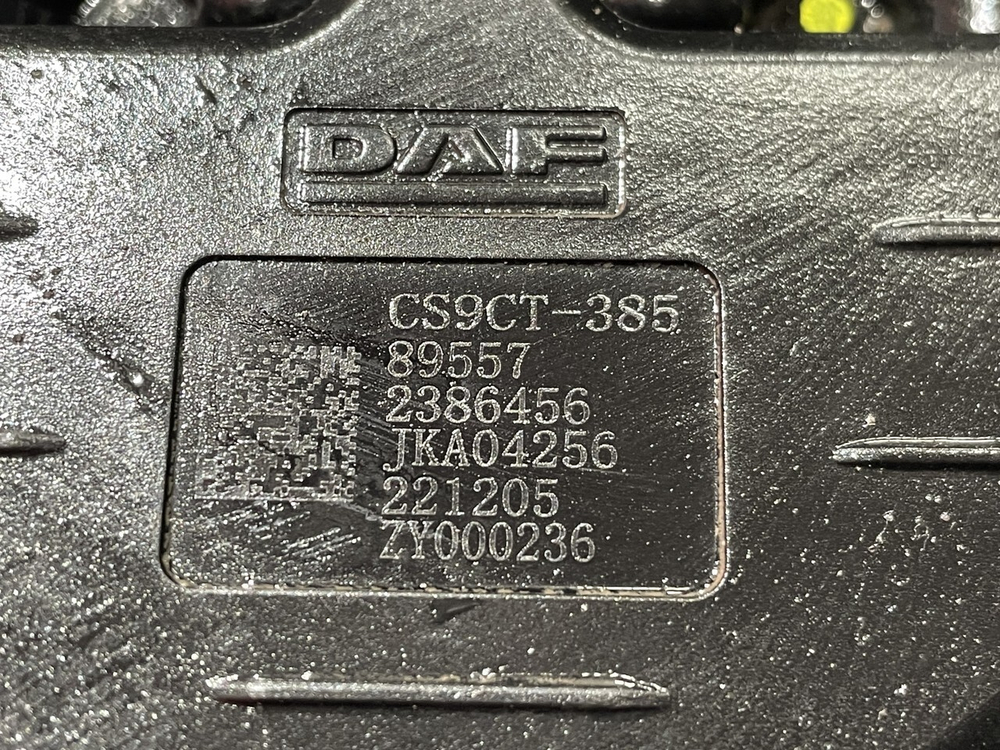 DAF
CS9CT-385
89557
2386456
JKA04256
221205
ZY000236